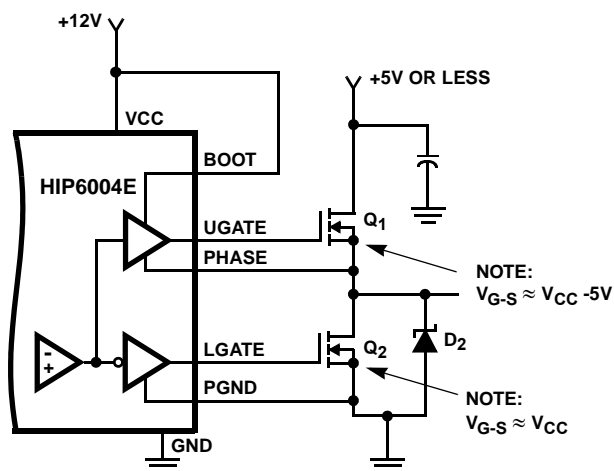 +12V
+5V OR LESS
VCC
BOOT
HIP6004E
UGATE
Q1
PHASE
NOTE:
VG-S ≈ VCC -5V
- +
LGATE
Q2
D2
PGND
NOTE:
VG-S ≈ VCC
GND